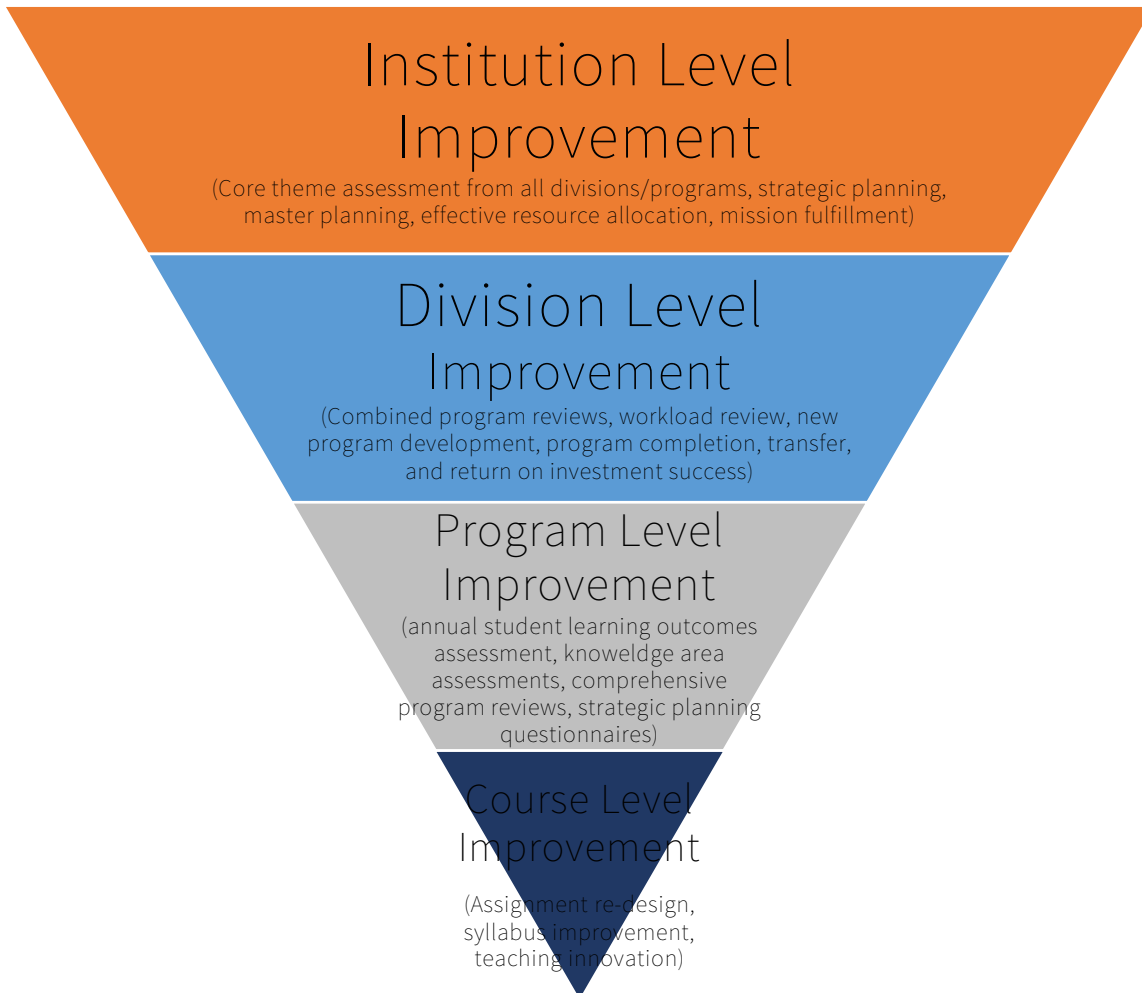 Institution Level
Improvement
(Core theme assessment from all divisions/programs, strategic planning,
master planning, effective resource allocation, mission fulfillment)
Division Level
Improvement
(Combined program reviews, workload review, new
program development, program completion, transfer,
and return on investment success)
Program Level
Improvement
(annual student learning outcomes
assessment, knoweldge area
assessments, comprehensive
program reviews, strategic planning
questionnaires)
Course Level
Improvement
(Assignment re-design,
syllabus improvement,
teaching innovation)